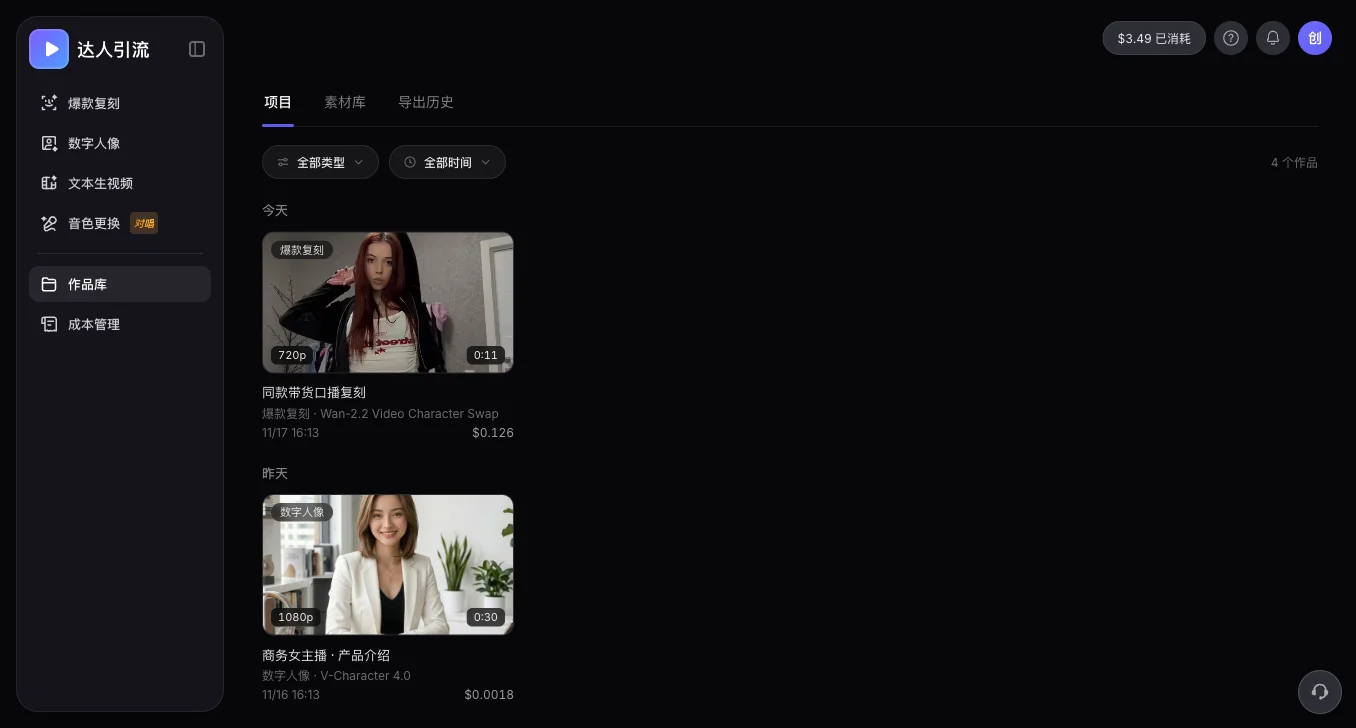 达人引流
$3.49 已消耗
创
爆款复刻
数字人像
文本生视频
音色更换 对唱
作品库
成本管理
项目 素材库 导出历史
全部类型 全部时间 4 个作品
今天
爆款复刻
720p 0:11
同款带货口播复刻
爆款复刻 · Wan-2.2 Video Character Swap
11/17 16:13 $0.126
昨天
数字人像
1080p 0:30
商务女主播 · 产品介绍
数字人像 · V-Character 4.0
11/16 16:13 $0.0018